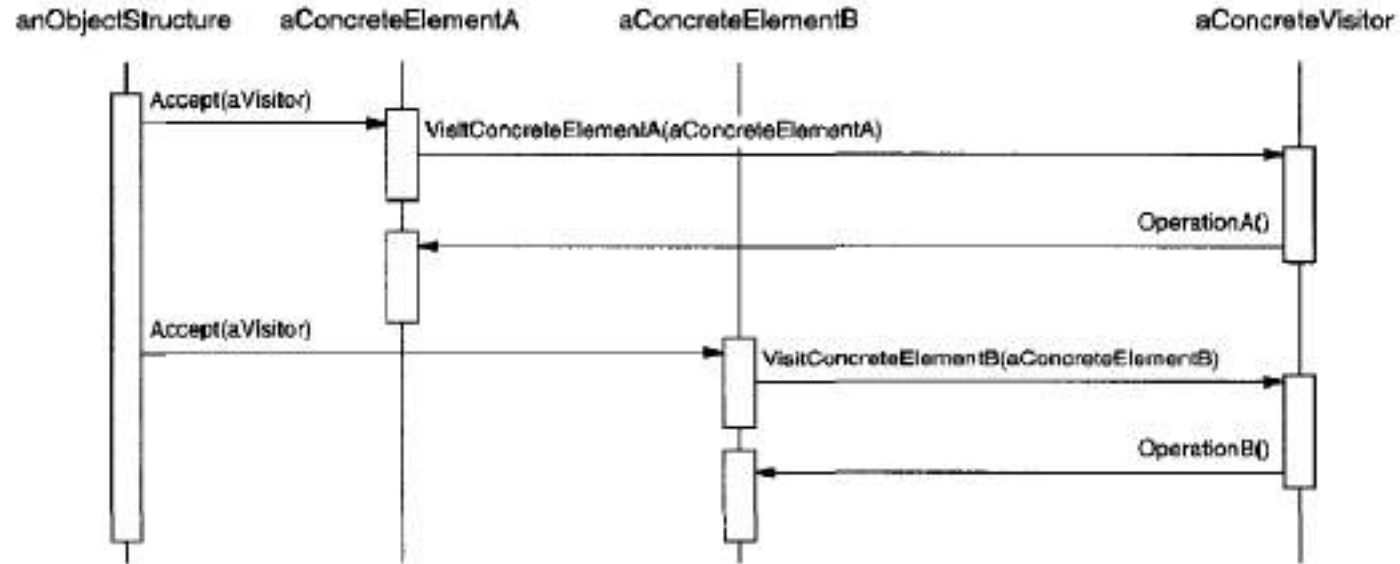 anObjectStructure
aConcreteElementA
aConcreteElementB
aConcreteVisitor
Accept(aVisitor)
VisitConcreteElementA(aConcreteElementA)
OperationA()
Accept(aVisitor)
VisitConcreteElementB(aConcreteElementB)
OperationB()